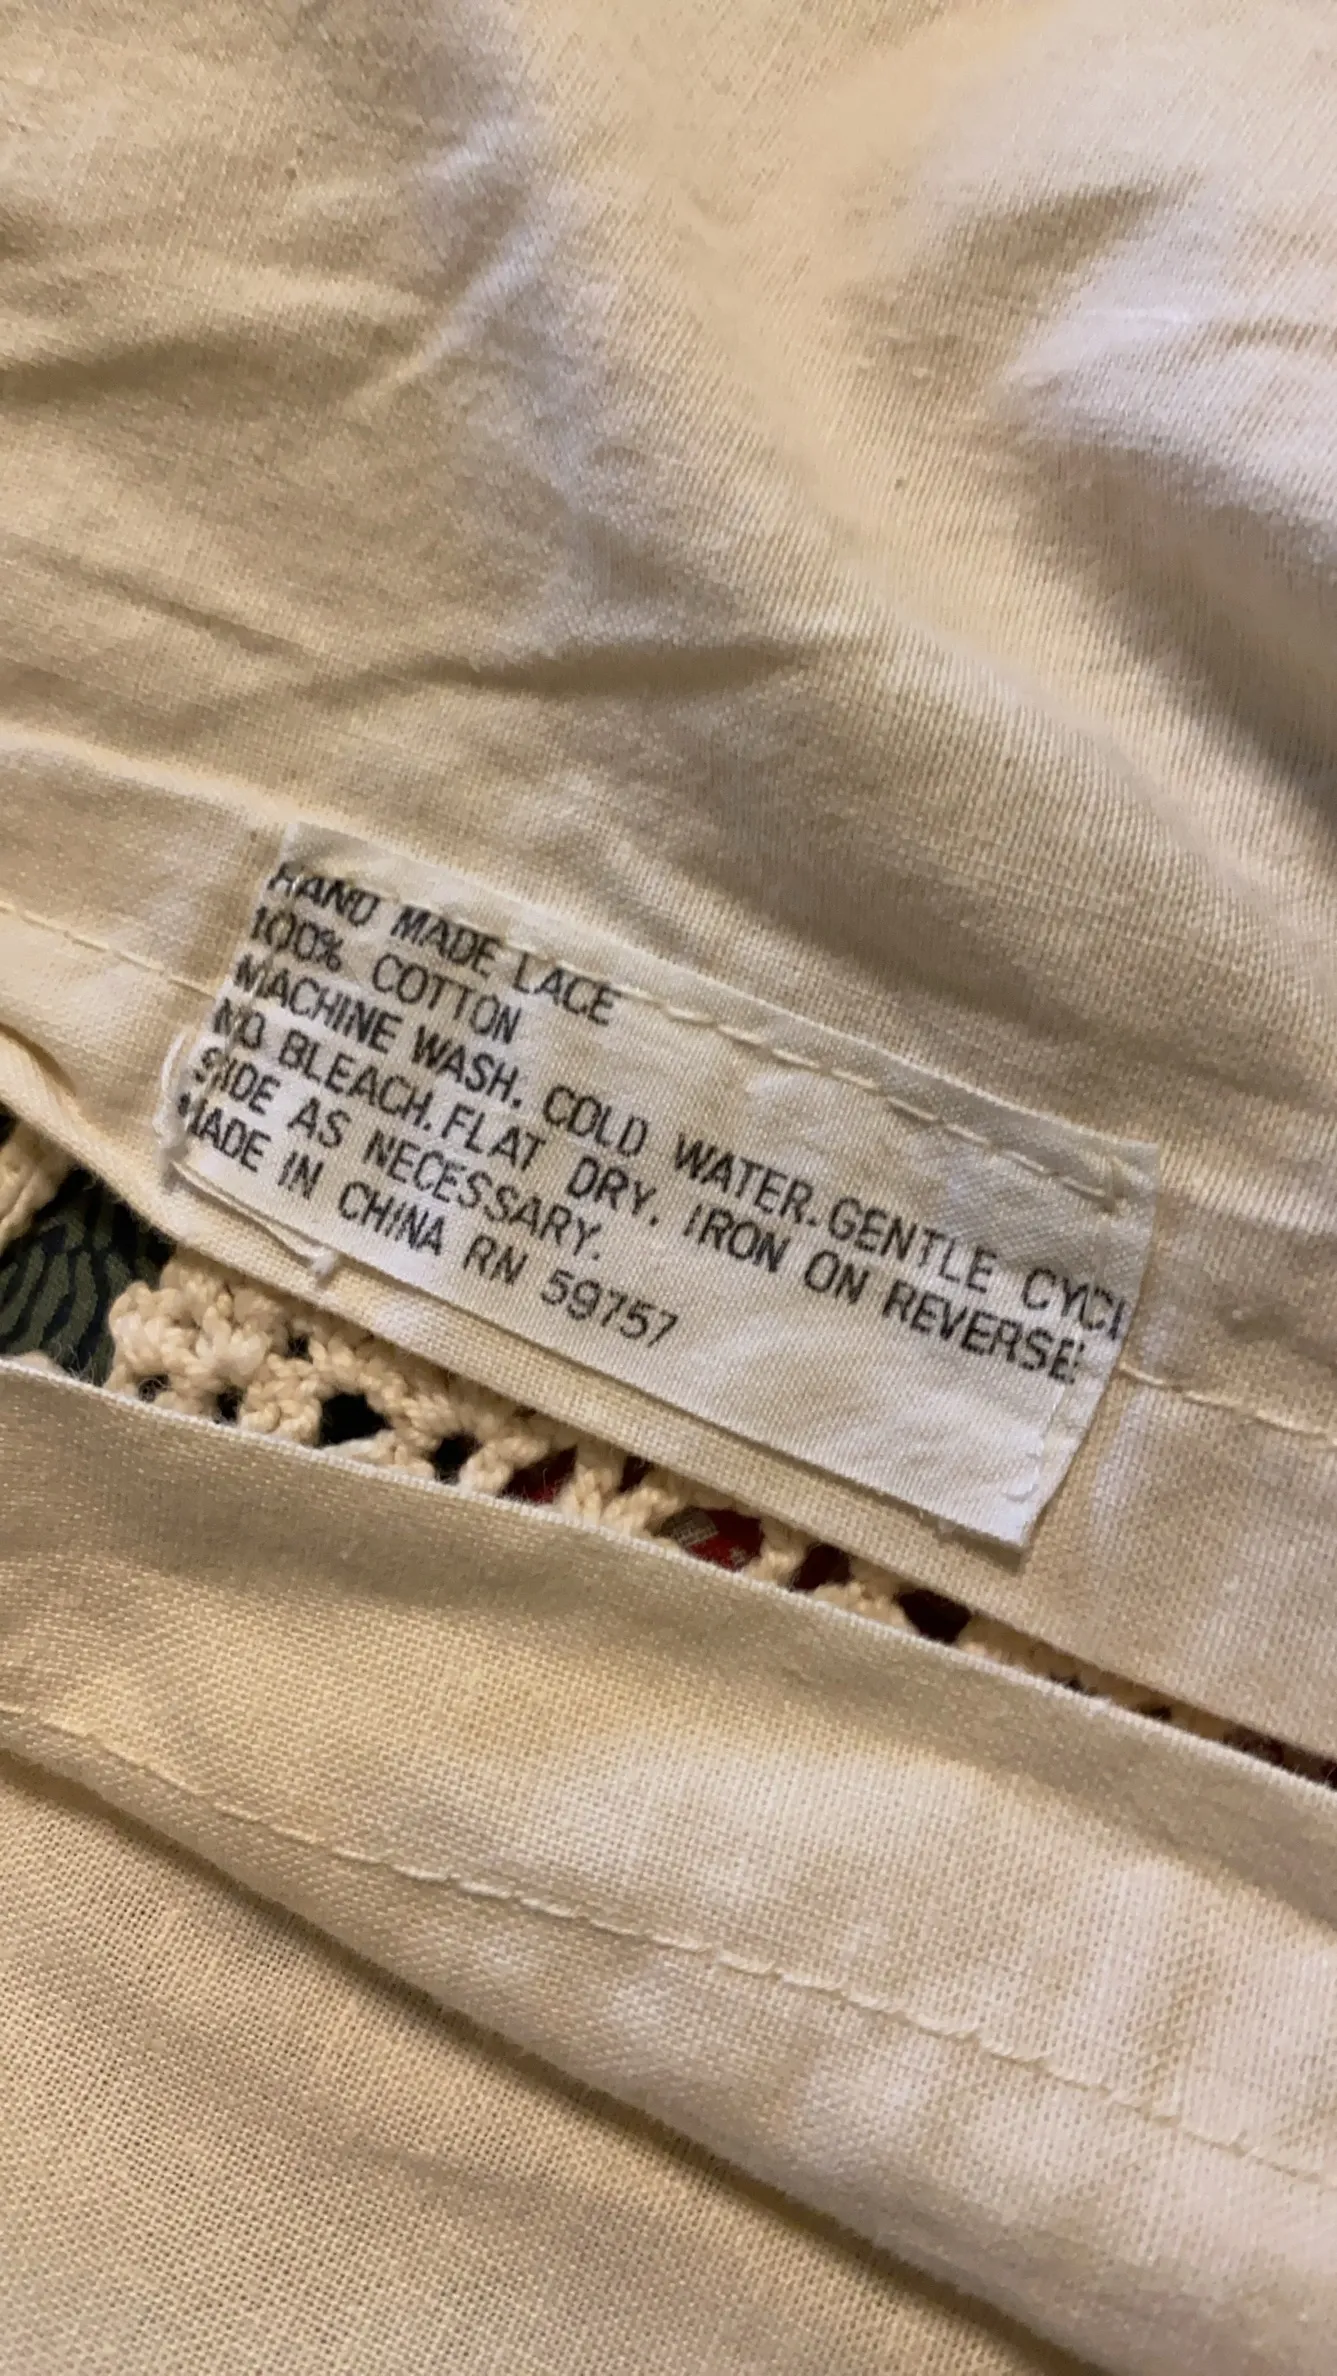 HAND MADE LACE
100% COTTON
MACHINE WASH. COLD WATER. GENTLE CYCL
NO BLEACH. FLAT DRY. IRON ON REVERSE
SIDE AS NECESSARY.
MADE IN CHINA RN 59757